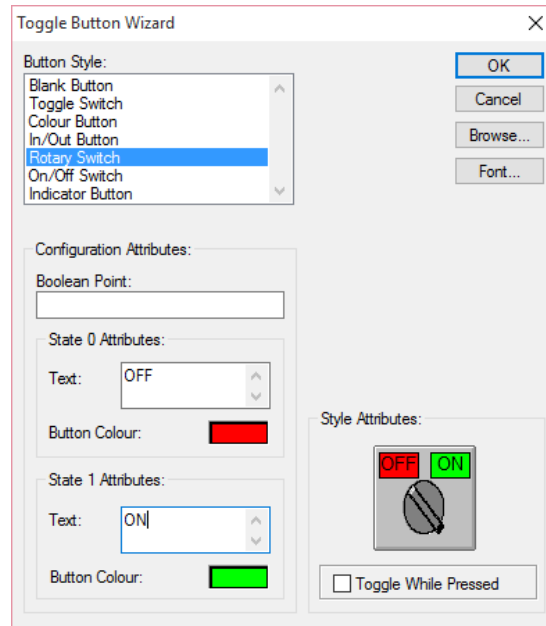 Toggle Button Wizard
Button Style:
Blank Button
Toggle Switch
Colour Button
In/Out Button
Rotary Switch
On/Off Switch
Indicator Button
OK
Cancel
Browse...
Font...
Configuration Attributes:
Boolean Point:
State 0 Attributes:
Text: OFF
Button Colour:
State 1 Attributes:
Text: ON
Button Colour:
Style Attributes:
OFF ON
Toggle While Pressed